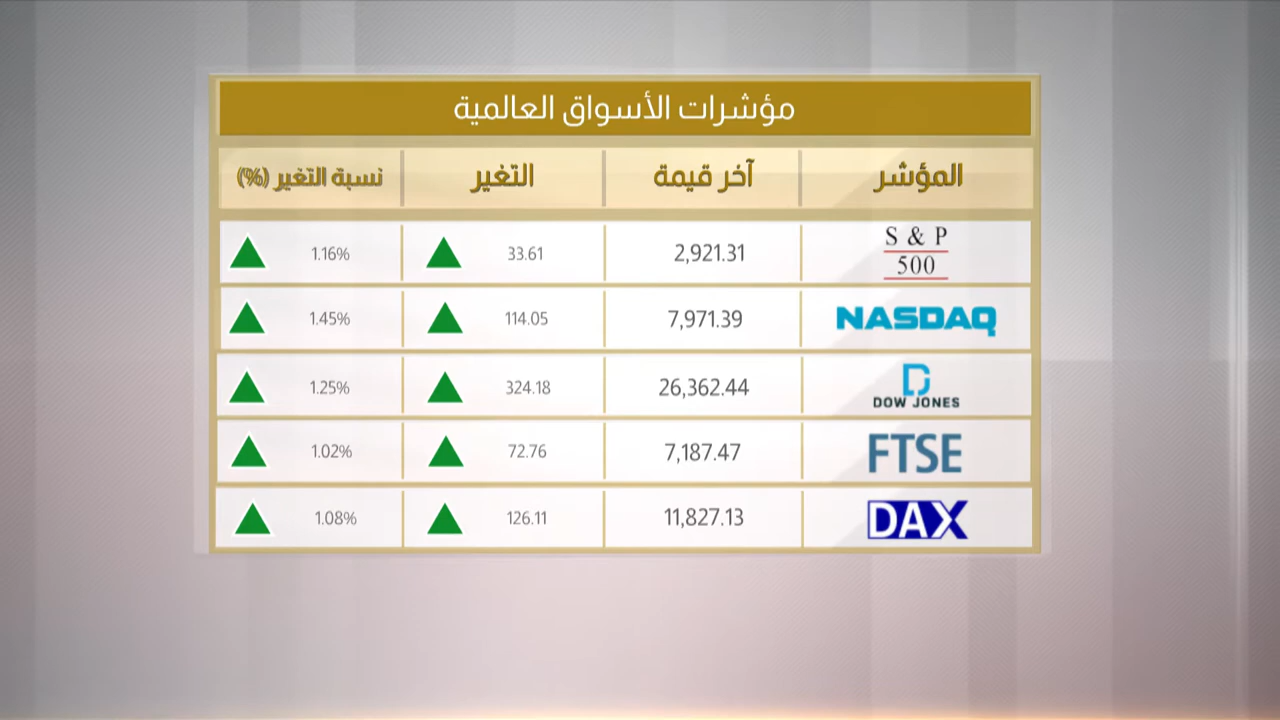 مؤشرات الأسواق العالمية
المؤشر آخر قيمة التغير نسبة التغير (%)
S & P
500 2,921.31 33.61 1.16%
NASDAQ 7,971.39 114.05 1.45%
DOW JONES 26,362.44 324.18 1.25%
FTSE 7,187.47 72.76 1.02%
DAX 11,827.13 126.11 1.08%